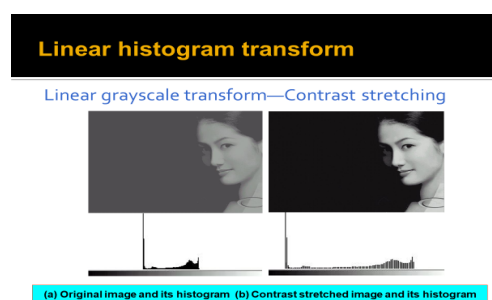 Linear histogram transform
Linear grayscale transform—Contrast stretching
(a) Original image and its histogram (b) Contrast stretched image and its histogram